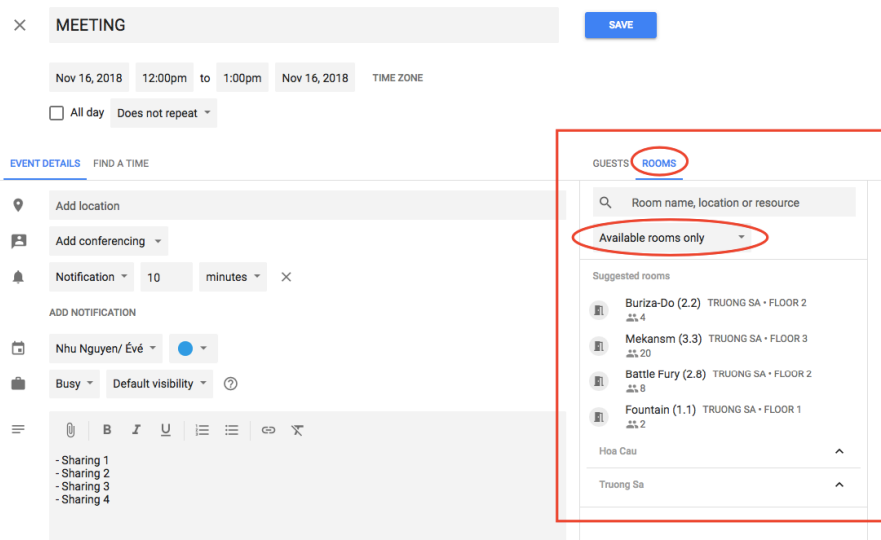 MEETING
SAVE
Nov 16, 2018 12:00pm to 1:00pm Nov 16, 2018 TIME ZONE
All day Does not repeat
EVENT DETAILS FIND A TIME
Add location
Add conferencing
Notification 10 minutes
ADD NOTIFICATION
Nhu Nguyen/ Évé
Busy Default visibility
B I U
- Sharing 1
- Sharing 2
- Sharing 3
- Sharing 4
GUESTS ROOMS
Room name, location or resource
Available rooms only
Suggested rooms
Buriza-Do (2.2) TRUONG SA • FLOOR 2
4
Mekansm (3.3) TRUONG SA • FLOOR 3
20
Battle Fury (2.8) TRUONG SA • FLOOR 2
8
Fountain (1.1) TRUONG SA • FLOOR 1
2
Hoa Cau
Truong Sa